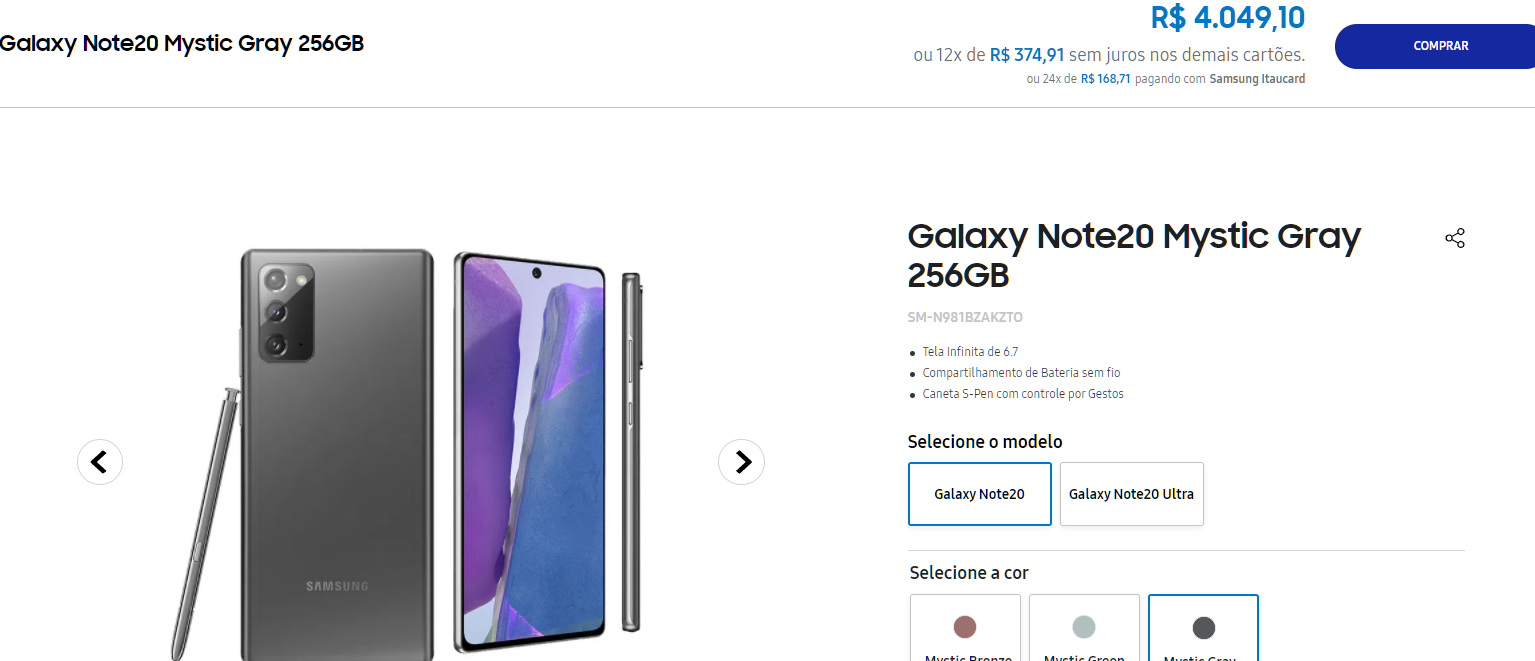 Galaxy Note20 Mystic Gray 256GB
R$ 4.049,10
ou 12x de R$ 374,91 sem juros nos demais cartões.
ou 24x de R$ 168,71 pagando com Samsung Itaucard
COMPRAR
SAMSUNG
Galaxy Note20 Mystic Gray
256GB
SM-N981BZAKZTO
Tela Infinita de 6.7
Compartilhamento de Bateria sem fio
Caneta S-Pen com controle por Gestos
Selecione o modelo
Galaxy Note20
Galaxy Note20 Ultra
Selecione a cor
Mystic Bronze
Mystic Green
Mystic Gray